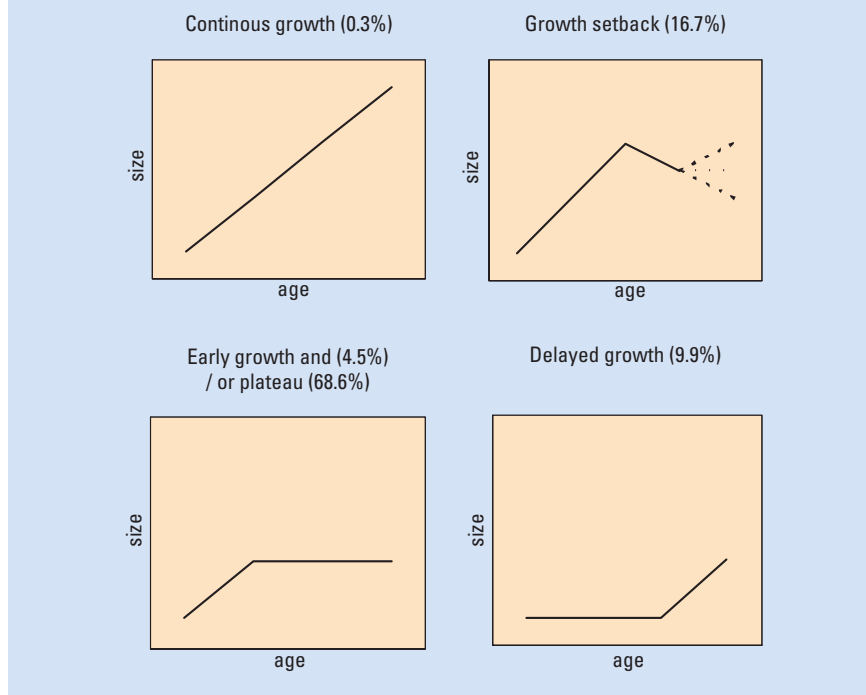 Continous growth (0.3%)
size
age
Growth setback (16.7%)
size
age
Early growth and (4.5%)
/ or plateau (68.6%)
size
age
Delayed growth (9.9%)
size
age